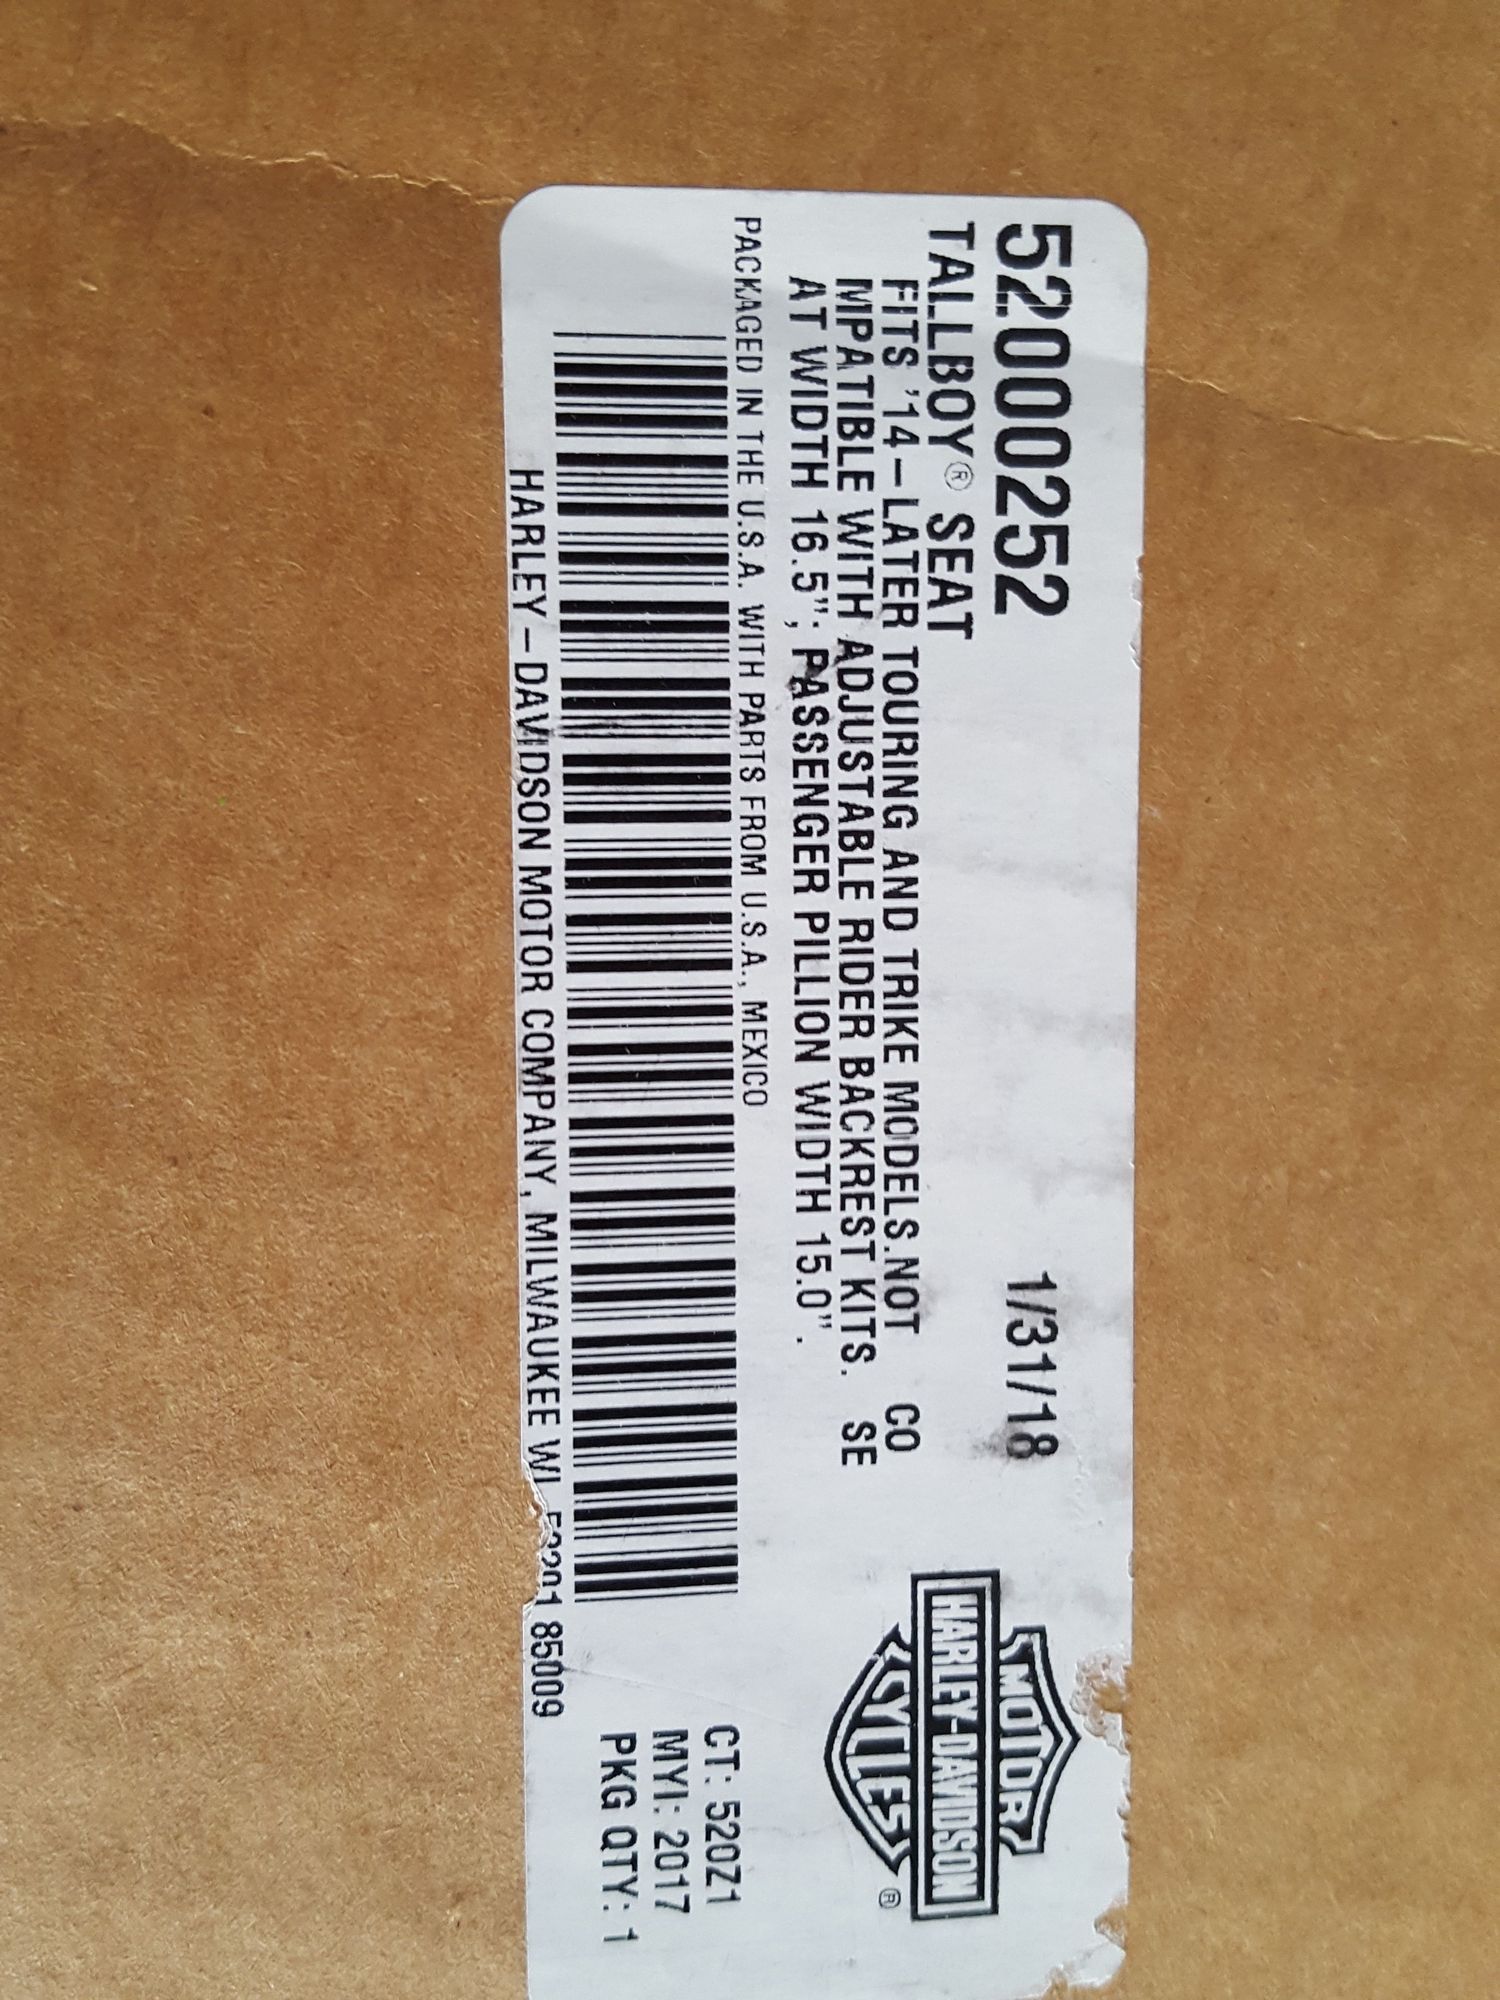 52000252 1/31/18
TALLBOY® SEAT
FITS '14-LATER TOURING AND TRIKE MODELS.NOT CO
MPATIBLE WITH ADJUSTABLE RIDER BACKREST KITS. SE
AT WIDTH 16.5"; PASSENGER PILLION WIDTH 15.0".
PACKAGED IN THE U.S.A. WITH PARTS FROM U.S.A., MEXICO
HARLEY-DAVIDSON MOTOR COMPANY, MILWAUKEE WI 53201 85009
MOTOR
HARLEY-DAVIDSON
CYCLES
®
CT: 520Z1
MYI: 2017
PKG QTY: 1